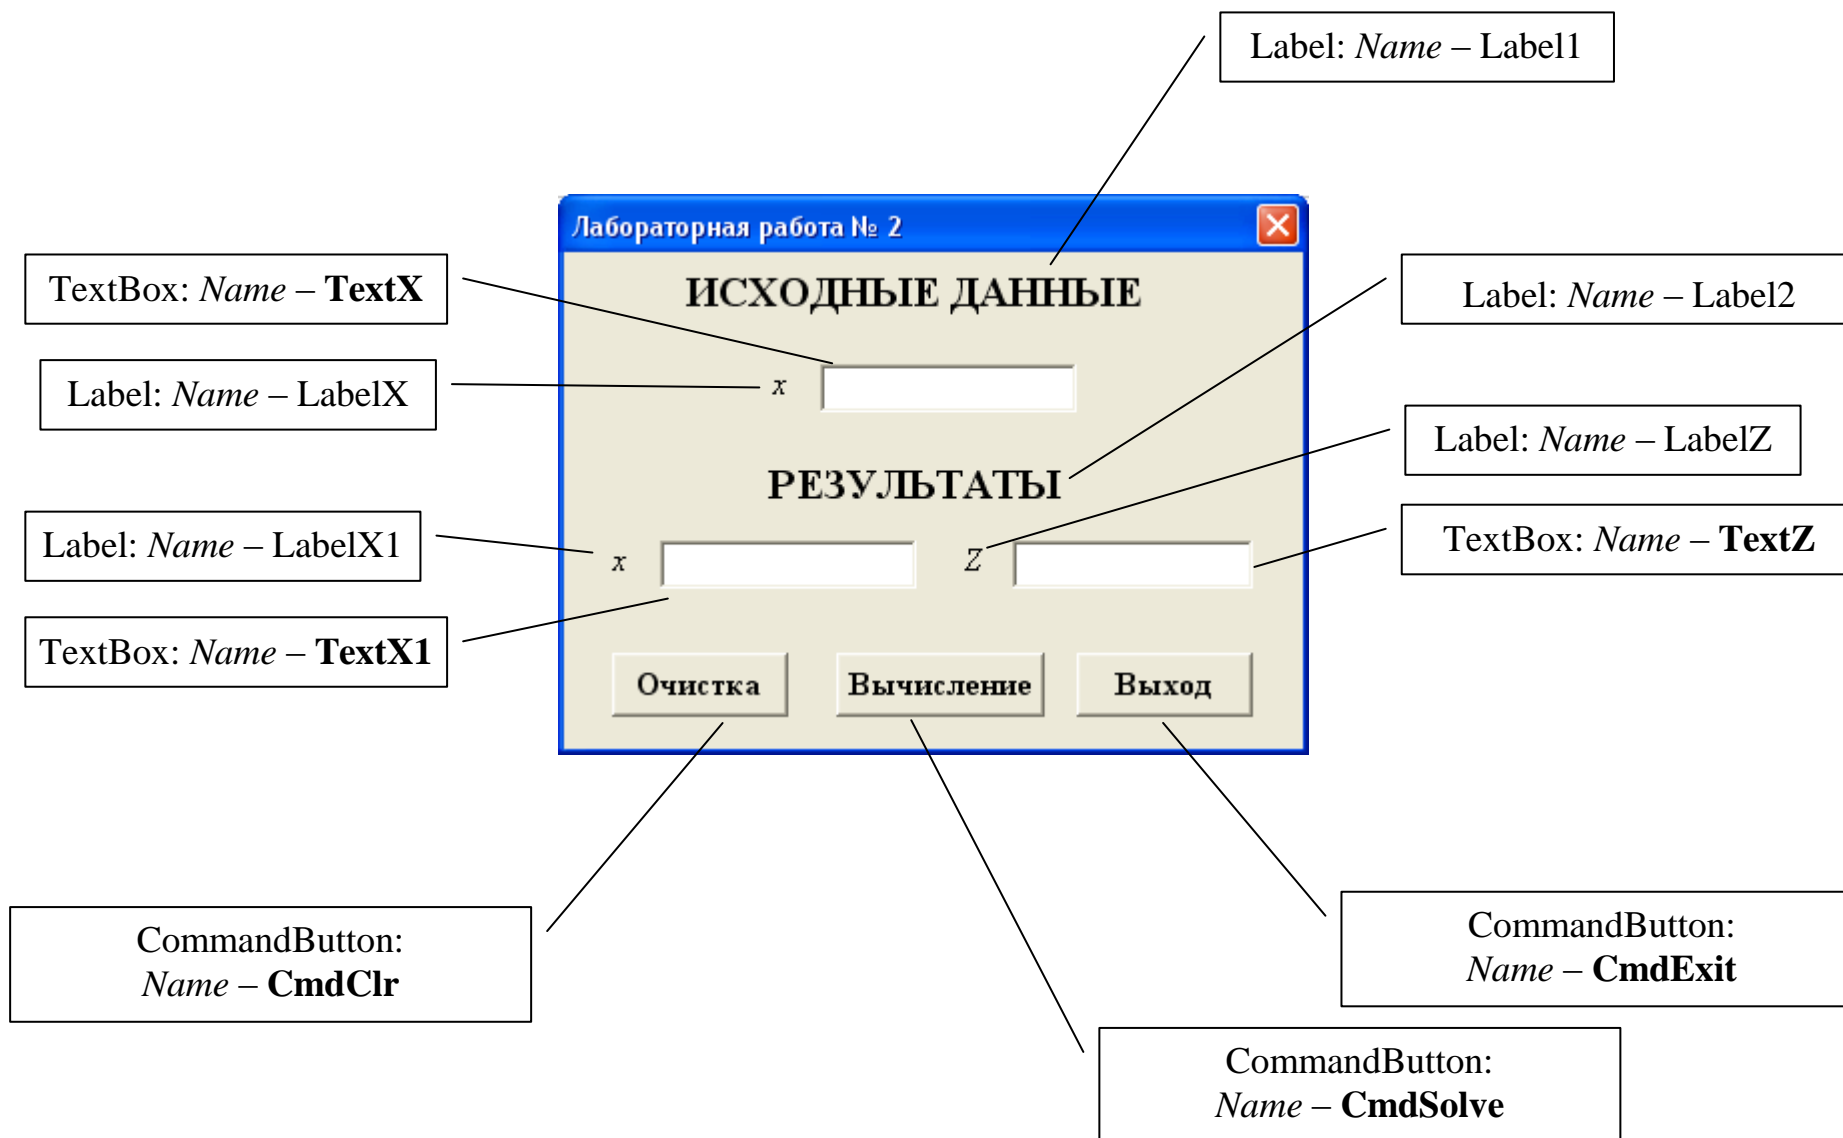 Label: Name – Label1
Лабораторная работа № 2
TextBox: Name – TextX
ИСХОДНЫЕ ДАННЫЕ
Label: Name – Label2
Label: Name – LabelX
x
Label: Name – LabelZ
РЕЗУЛЬТАТЫ
Label: Name – LabelX1
x
Z
TextBox: Name – TextZ
TextBox: Name – TextX1
Очистка
Вычисление
Выход
CommandButton:
Name – CmdClr
CommandButton:
Name – CmdExit
CommandButton:
Name – CmdSolve